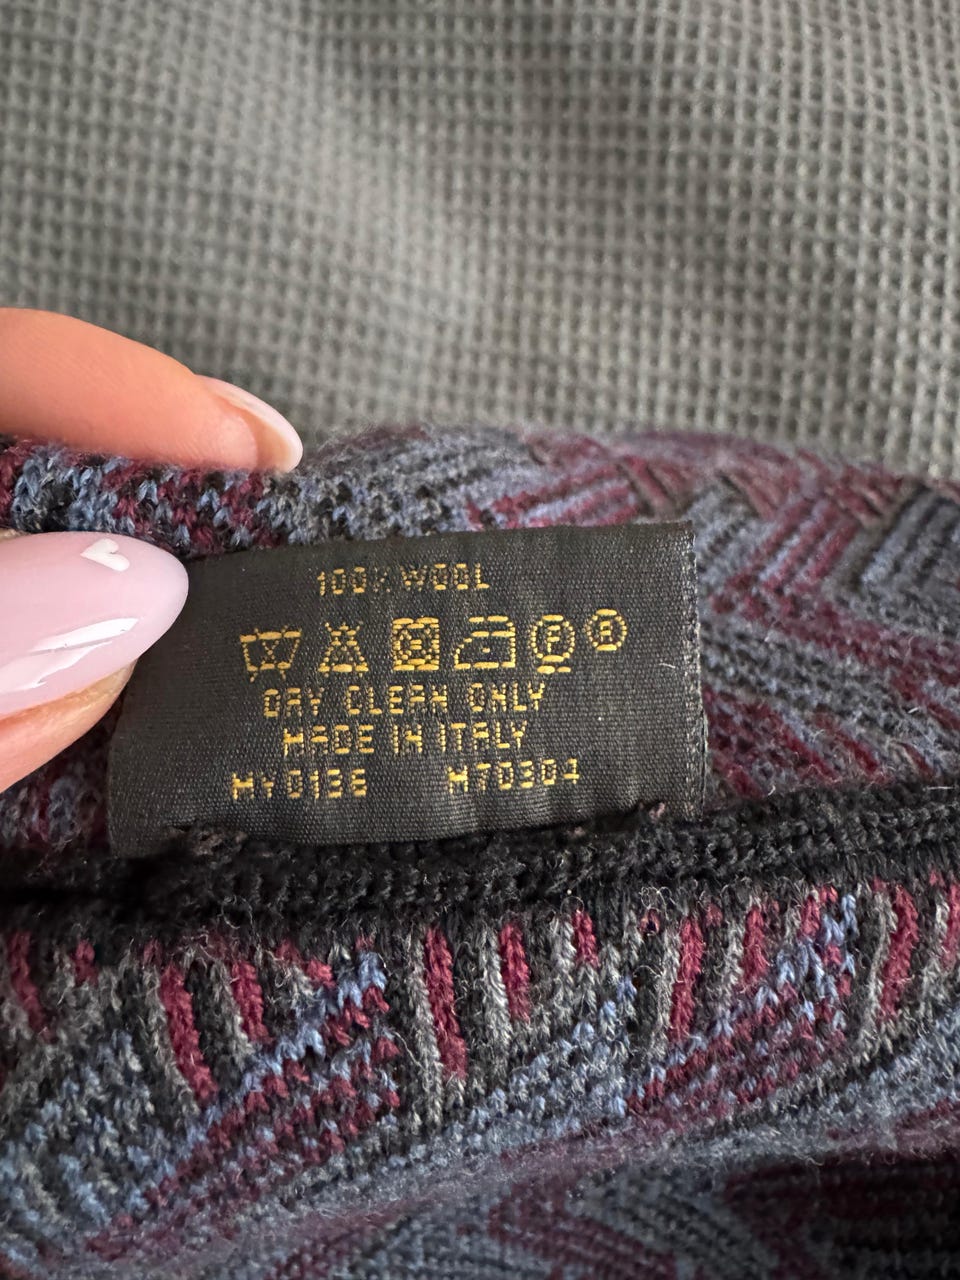 100% WOOL
F R
DRY CLEAN ONLY
MADE IN ITALY
MY0136 M70304